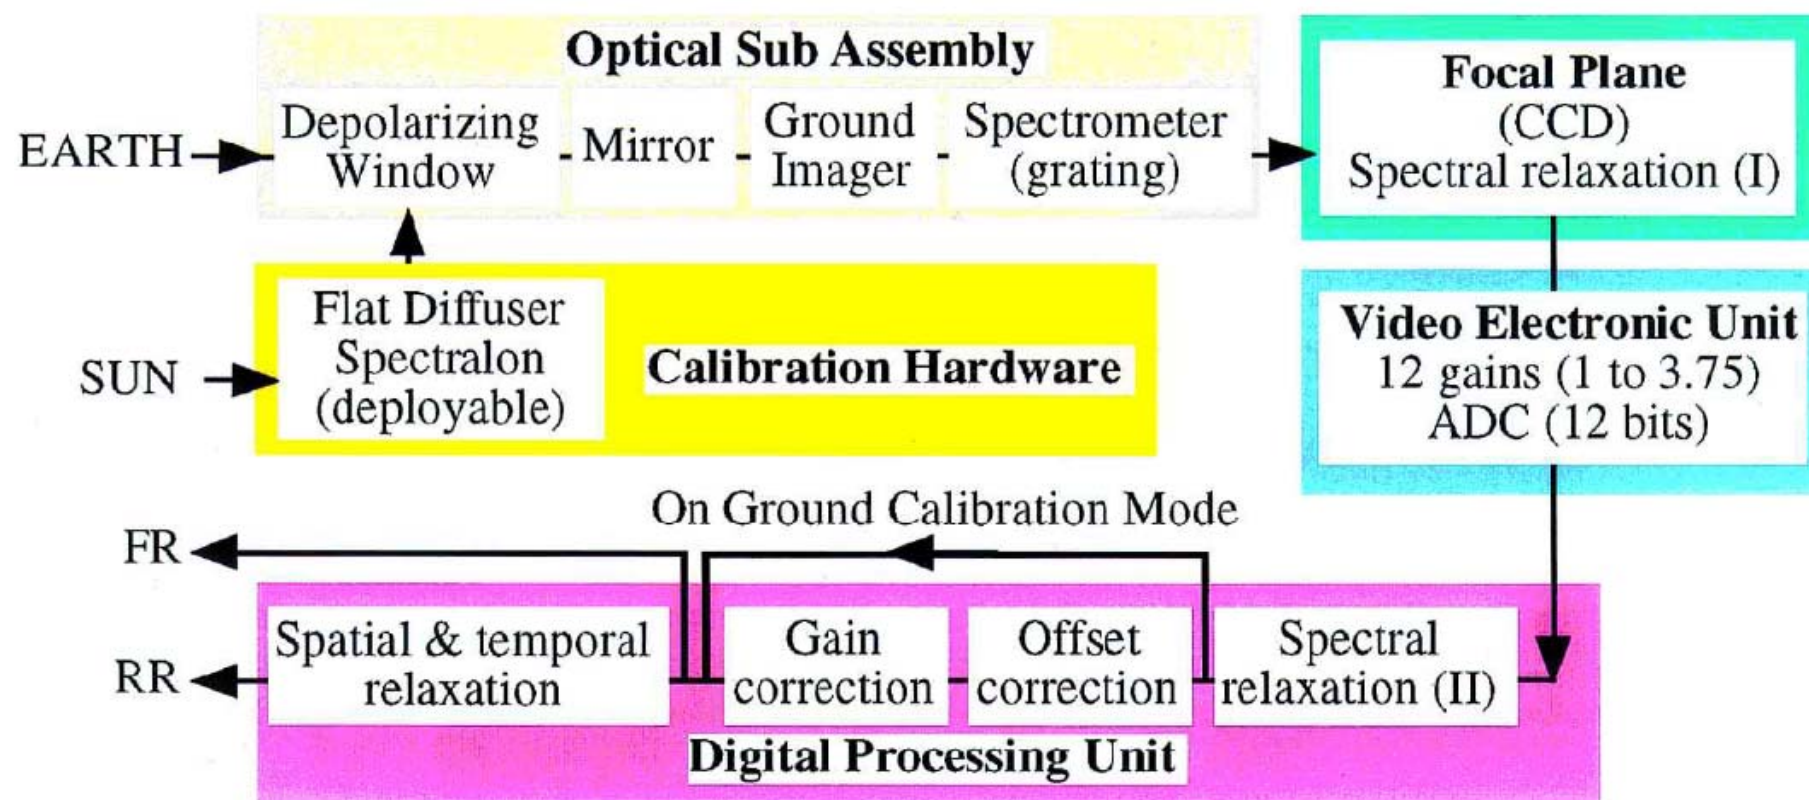 Optical Sub Assembly
EARTH
Depolarizing
Window
Mirror
Ground
Imager
Spectrometer
(grating)
Focal Plane
(CCD)
Spectral relaxation (I)
SUN
Flat Diffuser
Spectralon
(deployable)
Calibration Hardware
Video Electronic Unit
12 gains (1 to 3.75)
ADC (12 bits)
On Ground Calibration Mode
FR
RR
Spatial & temporal
relaxation
Gain
correction
Offset
correction
Spectral
relaxation (II)
Digital Processing Unit